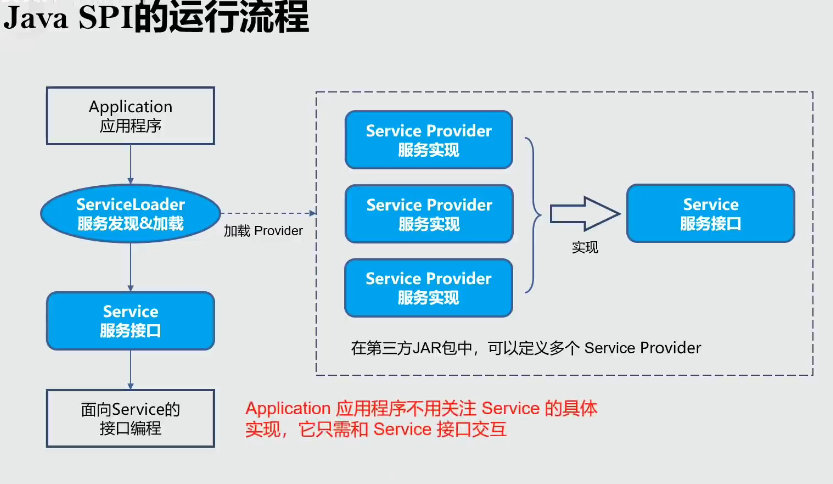 Java SPI的运行流程
Application
应用程序
ServiceLoader
服务发现&加载
加载 Provider
Service
服务接口
面向Service的
接口编程
Service Provider
服务实现
Service Provider
服务实现
Service Provider
服务实现
实现
Service
服务接口
在第三方JAR包中，可以定义多个 Service Provider
Application 应用程序不用关注 Service 的具体
实现，它只需和 Service 接口交互